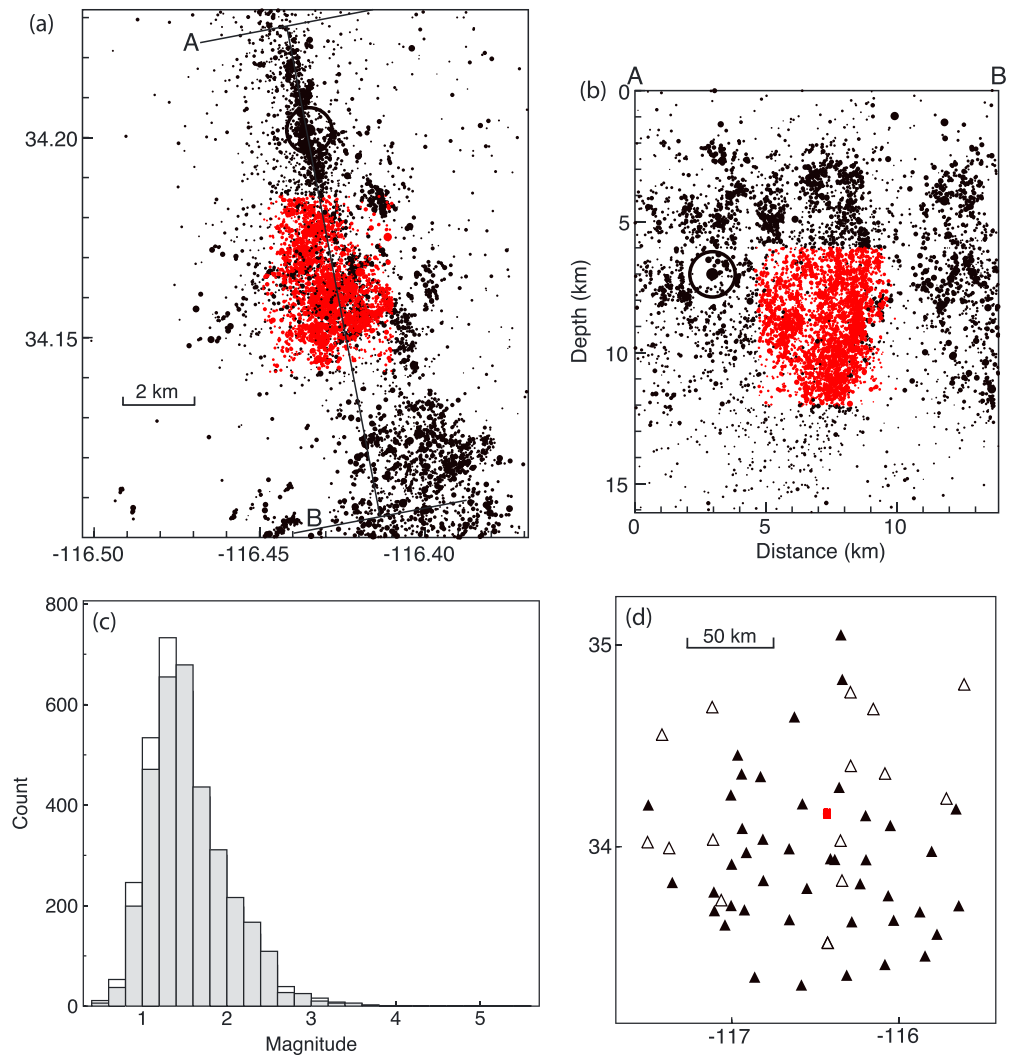 (a)
A
34.20
34.15
2 km
B
-116.50
-116.45
-116.40
(b)
A
B
0
5
10
15
Depth (km)
0
5
10
Distance (km)
(c)
800
600
400
200
0
Count
1
2
3
4
5
Magnitude
(d)
50 km
35
34
-117
-116